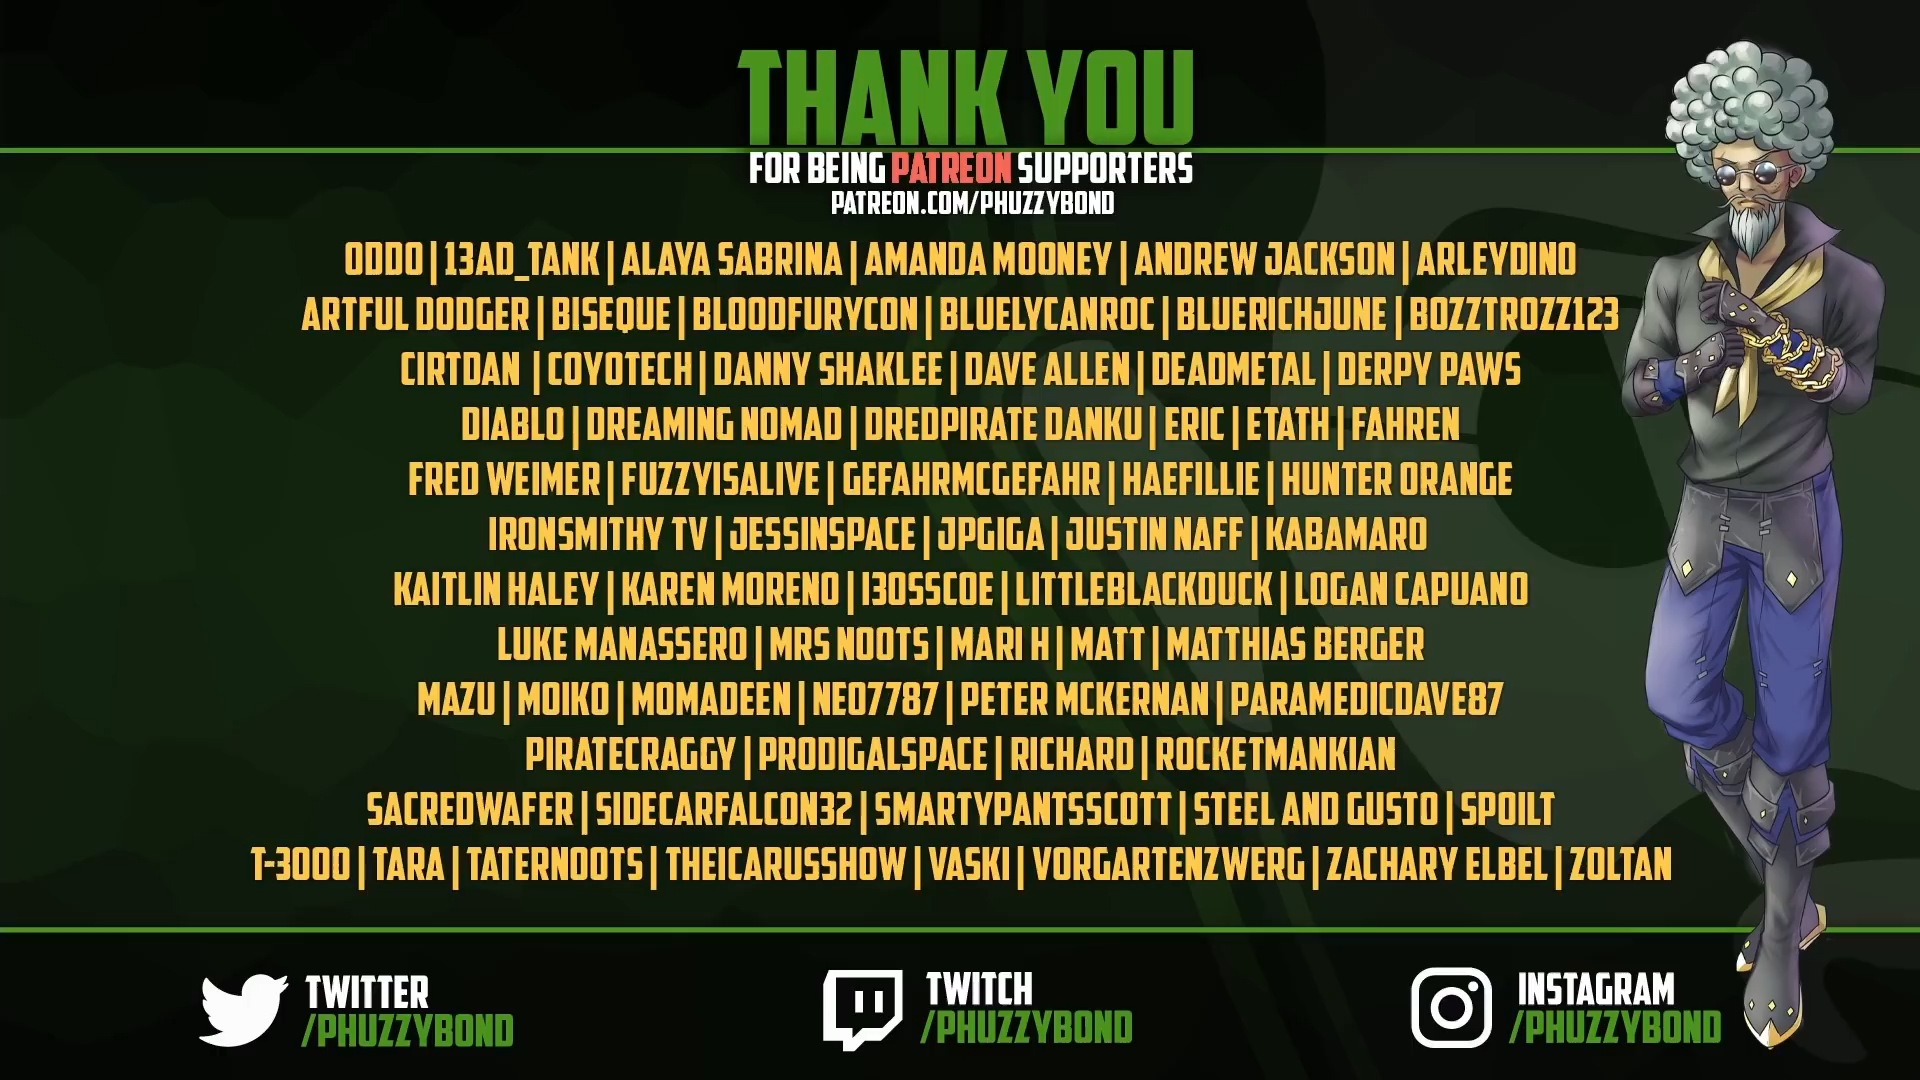 THANK YOU
FOR BEING PATREON SUPPORTERS
PATREON.COM/PHUZZYBOND
ODDO | 13AD_TANK | ALAYA SABRINA | AMANDA MOONEY | ANDREW JACKSON | ARLEYDINO
ARTFUL DODGER | BISEQUE | BLOODFURYCON | BLUELYCANROC | BLUERICHJUNE | BOZZTROZZ123
CIRTDAN | COYOTECH | DANNY SHAKLEE | DAVE ALLEN | DEADMETAL | DERPY PAWS
DIABLO | DREAMING NOMAD | DREDPIRATE DANKU | ERIC | ETATH | FAHREN
FRED WEIMER | FUZZYISALIVE | GEFAHRMCGEFAHR | HAEFILLIE | HUNTER ORANGE
IRONSMITHY TV | JESSINSPACE | JPGIGA | JUSTIN NAFF | KABAMARO
KAITLIN HALEY | KAREN MORENO | l30SSCOE | LITTLEBLACKDUCK | LOGAN CAPUANO
LUKE MANASSERO | MRS NOOTS | MARI H | MATT | MATTHIAS BERGER
MAZU | MOIKO | MOMADEEN | NEO7787 | PETER MCKERNAN | PARAMEDICDAVE87
PIRATECRAGGY | PRODIGALSPACE | RICHARD | ROCKETMANKIAN
SACREDWAFER | SIDECARFALCON32 | SMARTYPANTSSCOTT | STEEL AND GUSTO | SPOILT
T-3000 | TARA | TATERNOOTS | THEICARUSSHOW | VASKI | VORGARTENZWERG | ZACHARY ELBEL | ZOLTAN
TWITTER
/PHUZZYBOND
TWITCH
/PHUZZYBOND
INSTAGRAM
/PHUZZYBOND